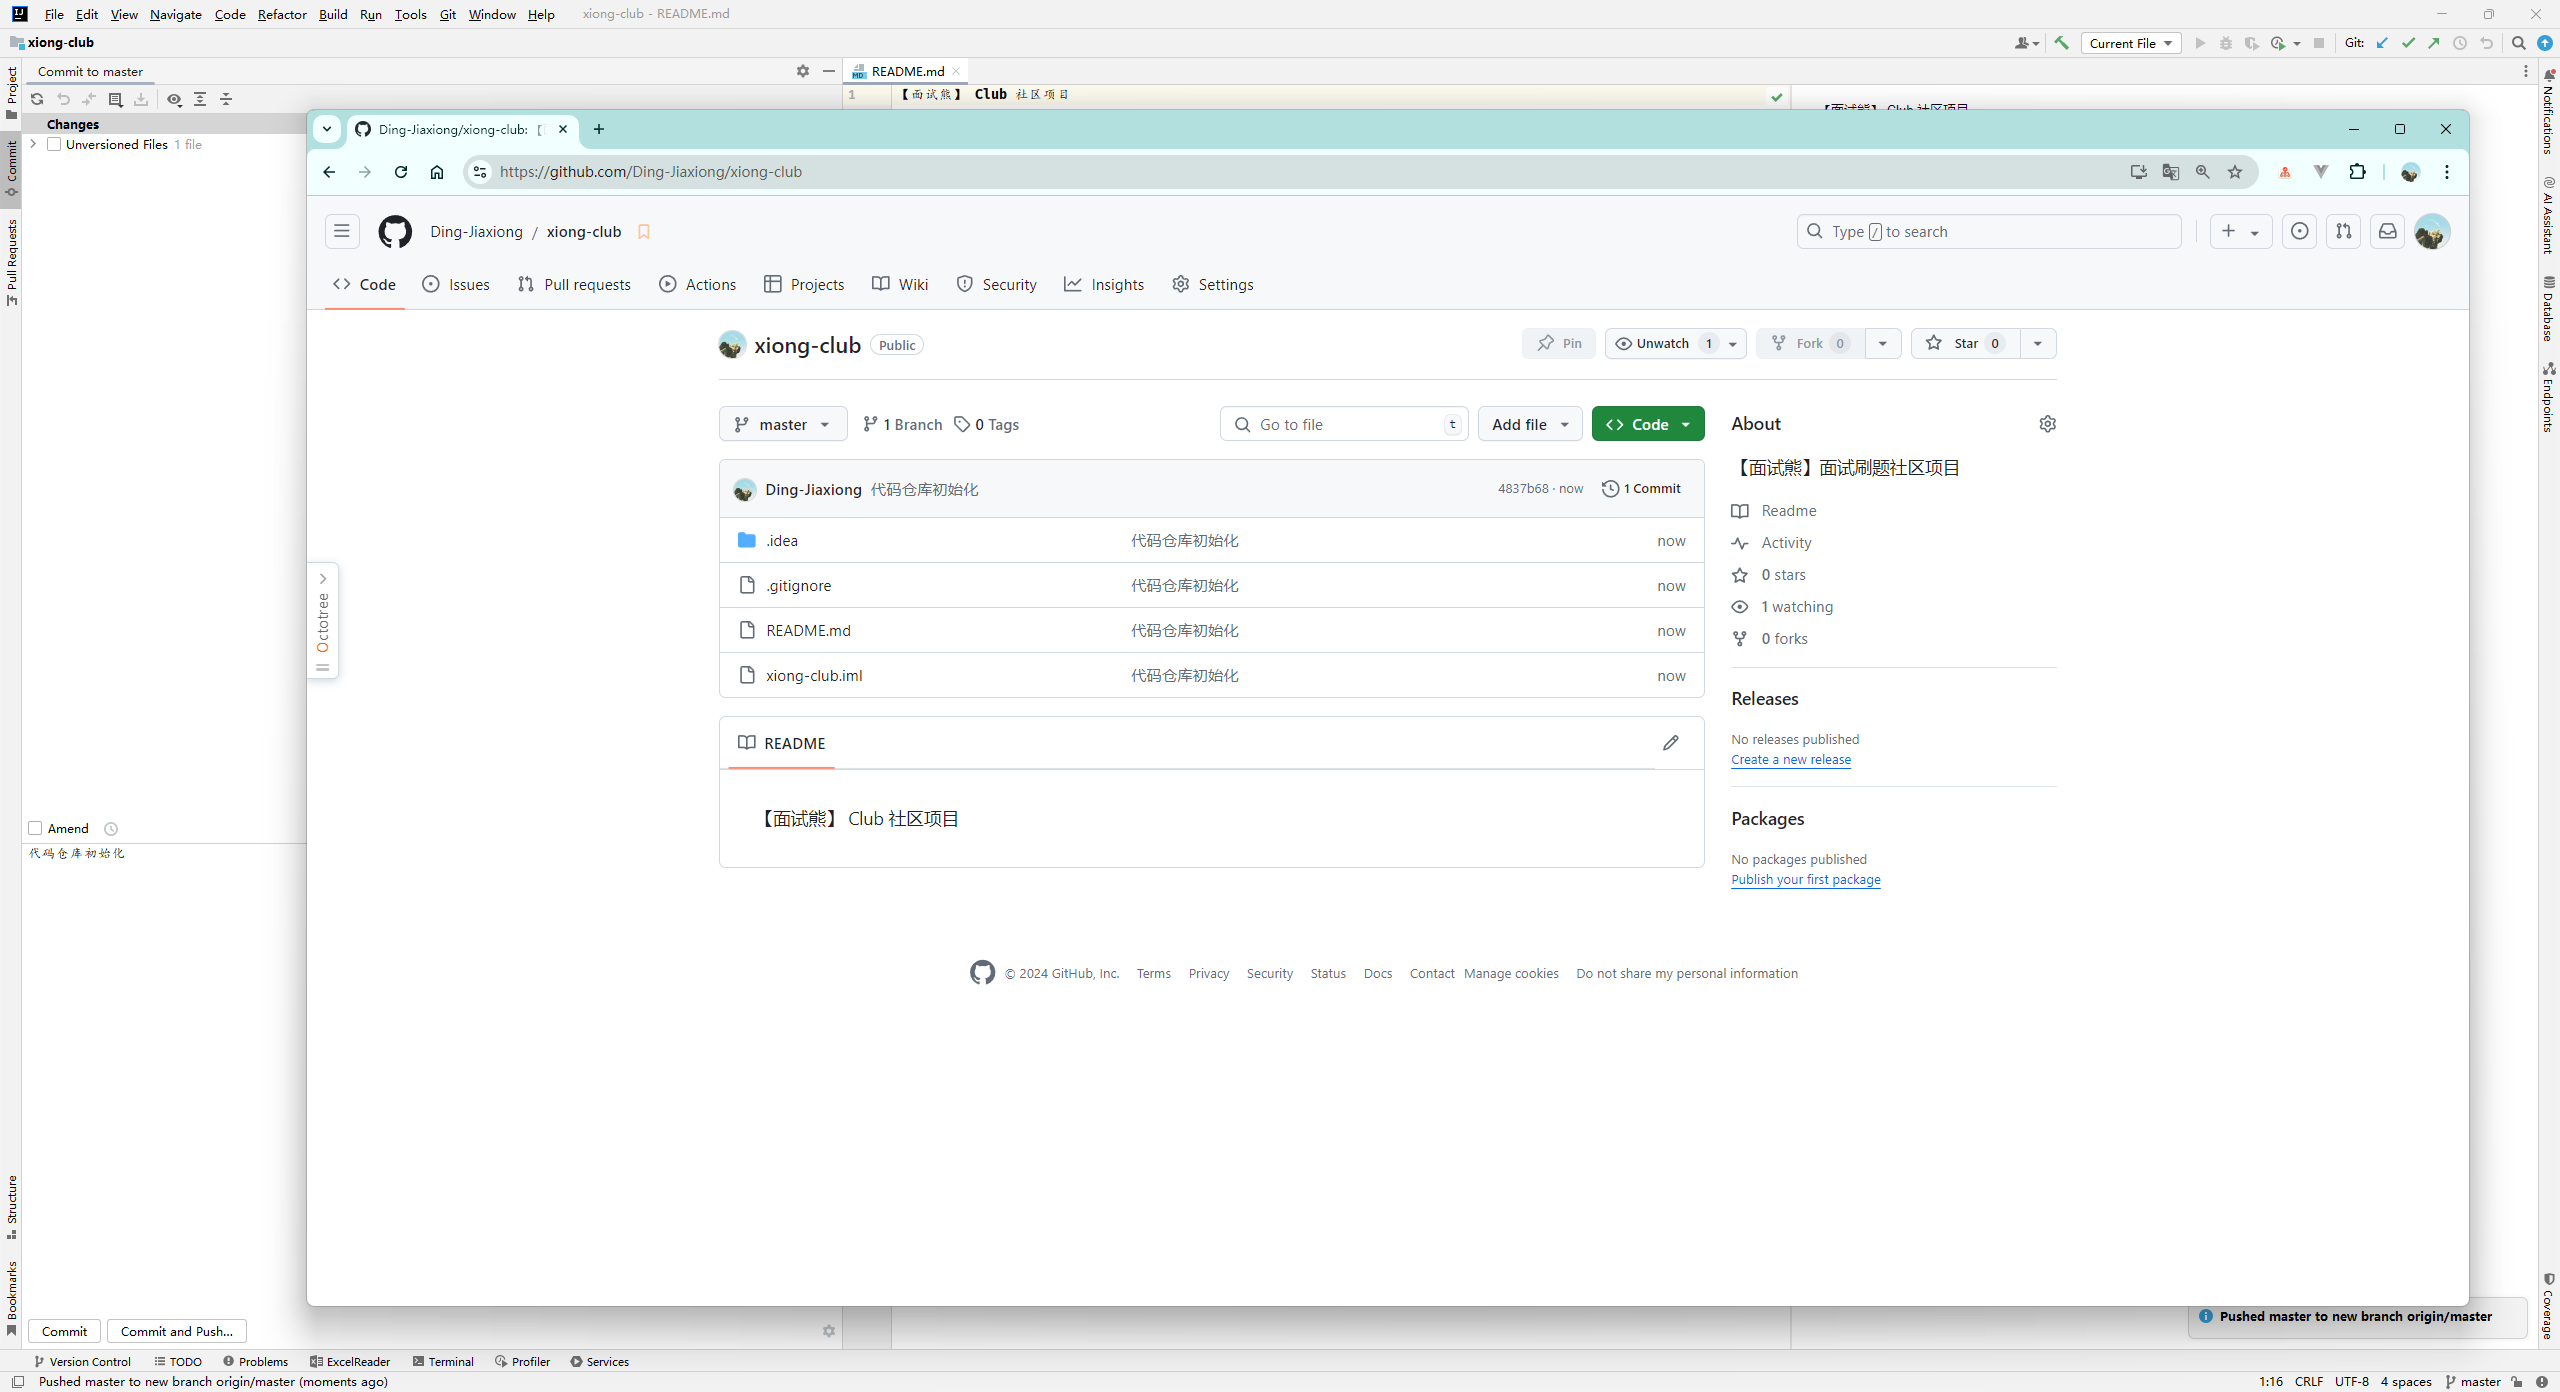 File Edit View Navigate Code Refactor Build Run Tools Git Window Help xiong-club - README.md
xiong-club
Current File
Git:
Commit to master
README.md
1 【面试熊】 Club 社区项目
Changes
Unversioned Files 1 file
Project
Commit
Pull Requests
Structure
Bookmarks
Notifications
AI Assistant
Database
Endpoints
Coverage
Ding-Jiaxiong/xiong-club:
https://github.com/Ding-Jiaxiong/xiong-club
Ding-Jiaxiong / xiong-club
Type / to search
Code Issues Pull requests Actions Projects Wiki Security Insights Settings
xiong-club Public
Pin Unwatch 1 Fork 0 Star 0
master 1 Branch 0 Tags
Go to file t Add file Code
Ding-Jiaxiong 代码仓库初始化 4837b68 · now 1 Commit
.idea 代码仓库初始化 now
.gitignore 代码仓库初始化 now
README.md 代码仓库初始化 now
xiong-club.iml 代码仓库初始化 now
README
【面试熊】 Club 社区项目
About
【面试熊】面试刷题社区项目
Readme
Activity
0 stars
1 watching
0 forks
Releases
No releases published
Create a new release
Packages
No packages published
Publish your first package
Octotree
© 2024 GitHub, Inc. Terms Privacy Security Status Docs Contact Manage cookies Do not share my personal information
Amend
代码仓库初始化
Commit Commit and Push...
Pushed master to new branch origin/master
Version Control TODO Problems ExcelReader Terminal Profiler Services
Pushed master to new branch origin/master (moments ago)
1:16 CRLF UTF-8 4 spaces master